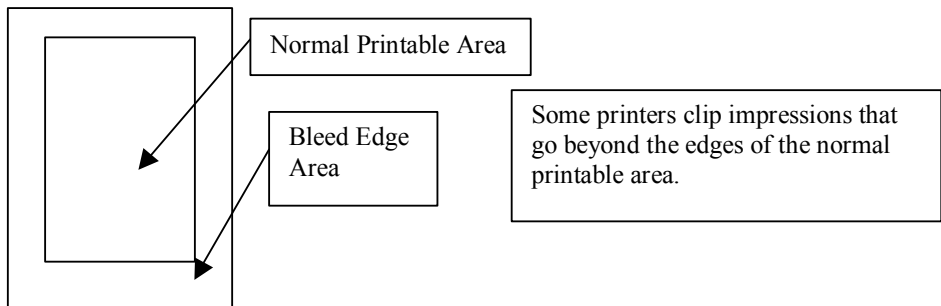 Normal Printable Area
Bleed Edge
Area
Some printers clip impressions that
go beyond the edges of the normal
printable area.